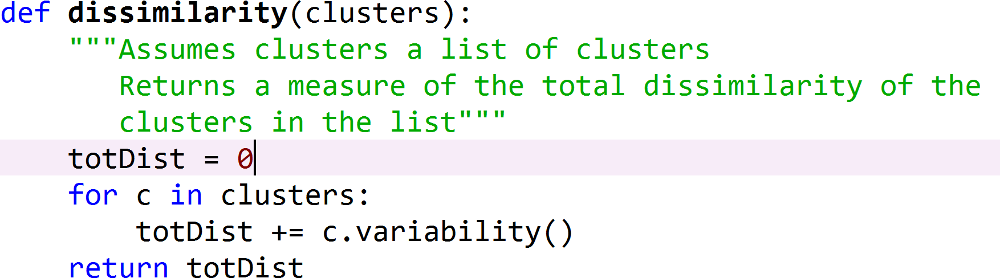 def dissimilarity(clusters):
    """Assumes clusters a list of clusters
       Returns a measure of the total dissimilarity of the
       clusters in the list"""
    totDist = 0
    for c in clusters:
        totDist += c.variability()
    return totDist